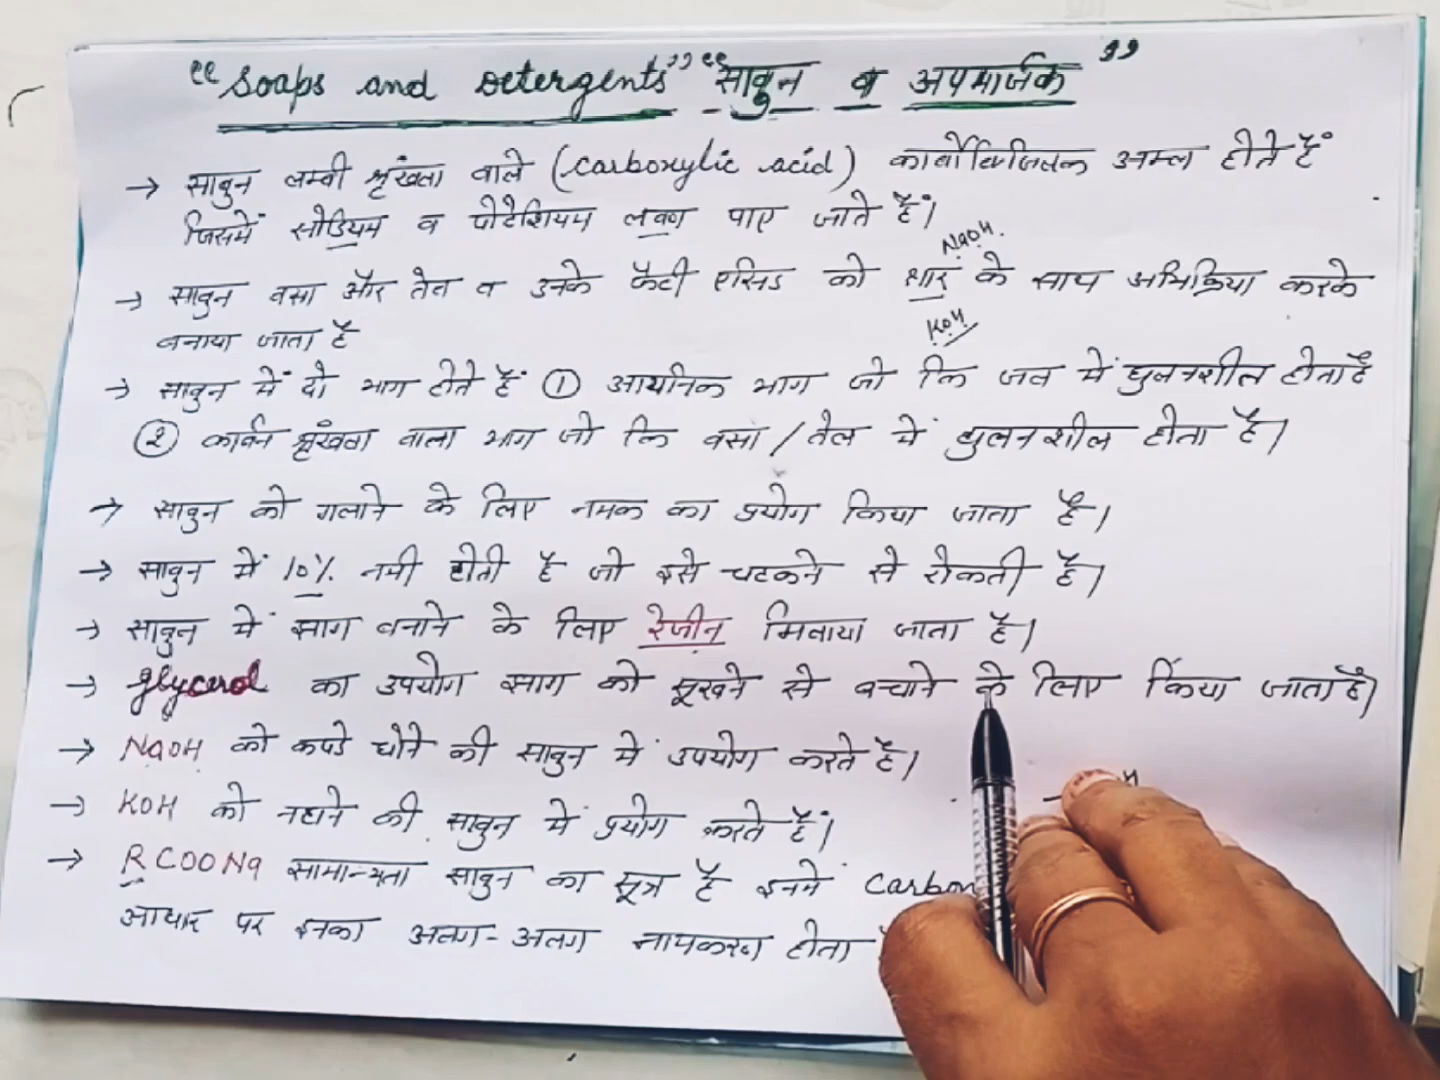 "Soaps and Detergents" "साबुन व अपमार्जक"
→ साबुन लम्बी श्रृंखला वाले (Carboxylic acid) कार्बोक्सिलिक अम्ल होते हैं
जिसमें सोडियम व पोटेशियम लवण पाए जाते हैं।
NaOH.
→ साबुन वसा और तेल व उनके फैटी एसिड को क्षार के साथ अभिक्रिया करके
KOH
बनाया जाता है
→ साबुन में दो भाग होते हैं ① आयनिक भाग जो कि जल में घुलनशील होता है
② कार्बन श्रृंखला वाला भाग जो कि वसा / तेल में घुलनशील होता है।
→ साबुन को गलाने के लिए नमक का प्रयोग किया जाता है।
→ साबुन में 10% नमी होती है जो इसे चटकने से रोकती है।
→ साबुन में झाग बनाने के लिए रेजीन मिलाया जाता है।
→ glycerol का उपयोग झाग को सूखने से बचाने के लिए किया जाता है।
→ NaOH को कपडे धोने की साबुन में उपयोग करते है।
→ KOH को नहाने की साबुन में प्रयोग करते हैं।
→ RCOONa सामान्यता साबुन का सूत्र है इनमें Carbon
आधार पर इनका अलग-अलग नामकरण होता